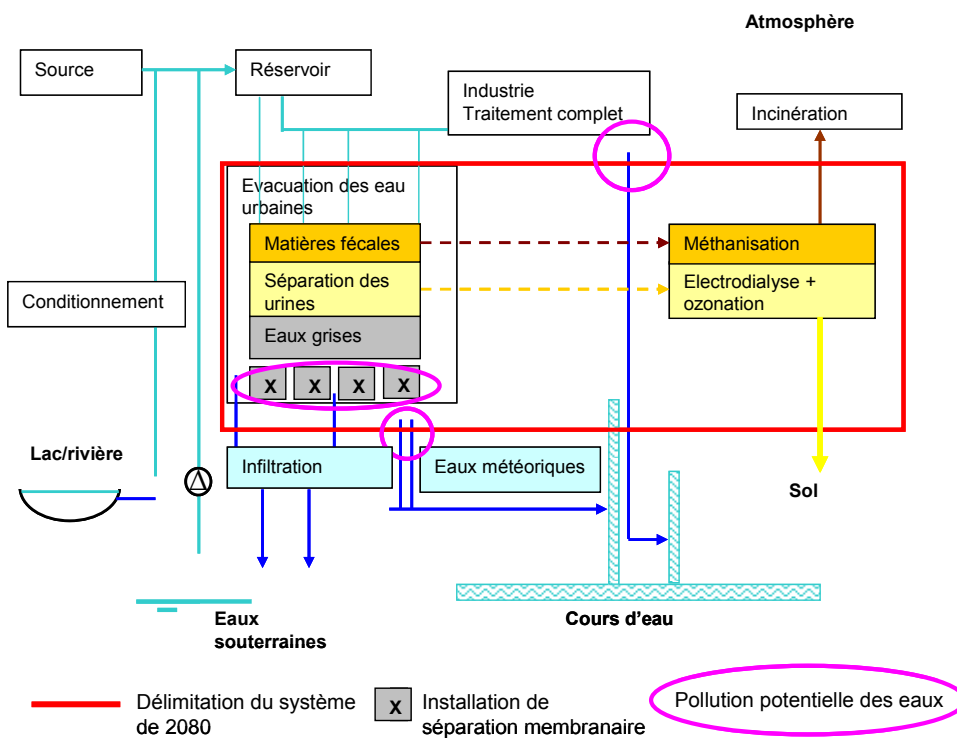 Atmosphère
Source
Réservoir
Industrie
Traitement complet
Incinération
Evacuation des eau
urbaines
Matières fécales
Méthanisation
Séparation des
urines
Electrodialyse +
ozonation
Conditionnement
Eaux grises
X X X X
Lac/rivière
Infiltration
Eaux météoriques
Δ
Sol
Eaux
souterraines
Cours d'eau
Délimitation du système
de 2080
X
Installation de
séparation membranaire
Pollution potentielle des eaux